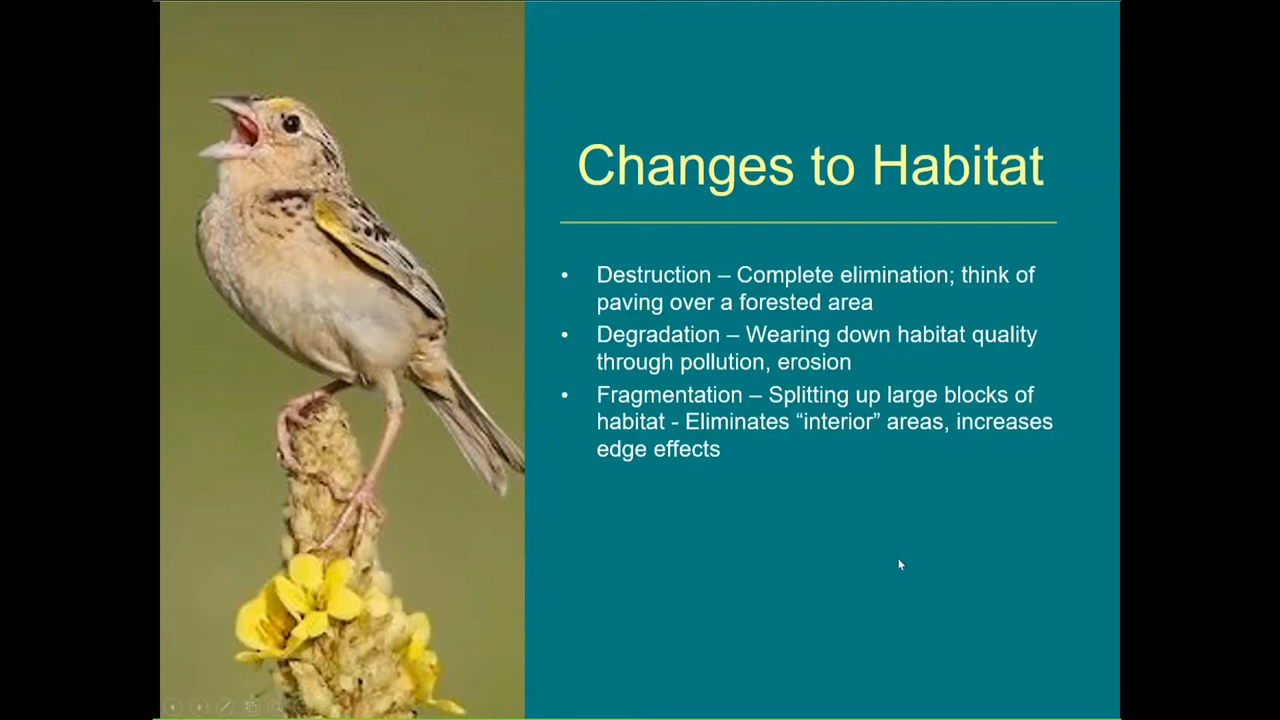 Changes to Habitat
• Destruction – Complete elimination; think of
paving over a forested area
• Degradation – Wearing down habitat quality
through pollution, erosion
• Fragmentation – Splitting up large blocks of
habitat - Eliminates “interior” areas, increases
edge effects